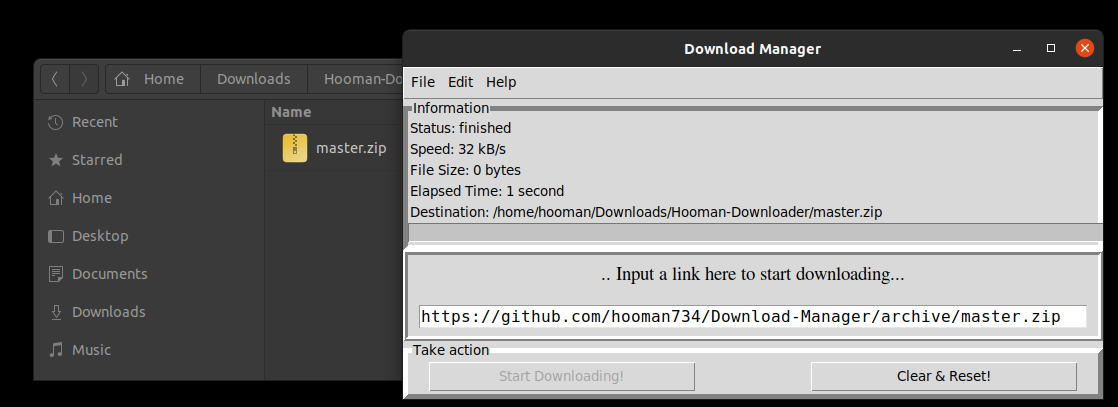 Home
Downloads
Hooman-Do
Name
Recent
Starred
Home
Desktop
Documents
Downloads
Music
master.zip
Download Manager
File Edit Help
Information
Status: finished
Speed: 32 kB/s
File Size: 0 bytes
Elapsed Time: 1 second
Destination: /home/hooman/Downloads/Hooman-Downloader/master.zip
.. Input a link here to start downloading...
https://github.com/hooman734/Download-Manager/archive/master.zip
Take action
Start Downloading!
Clear & Reset!